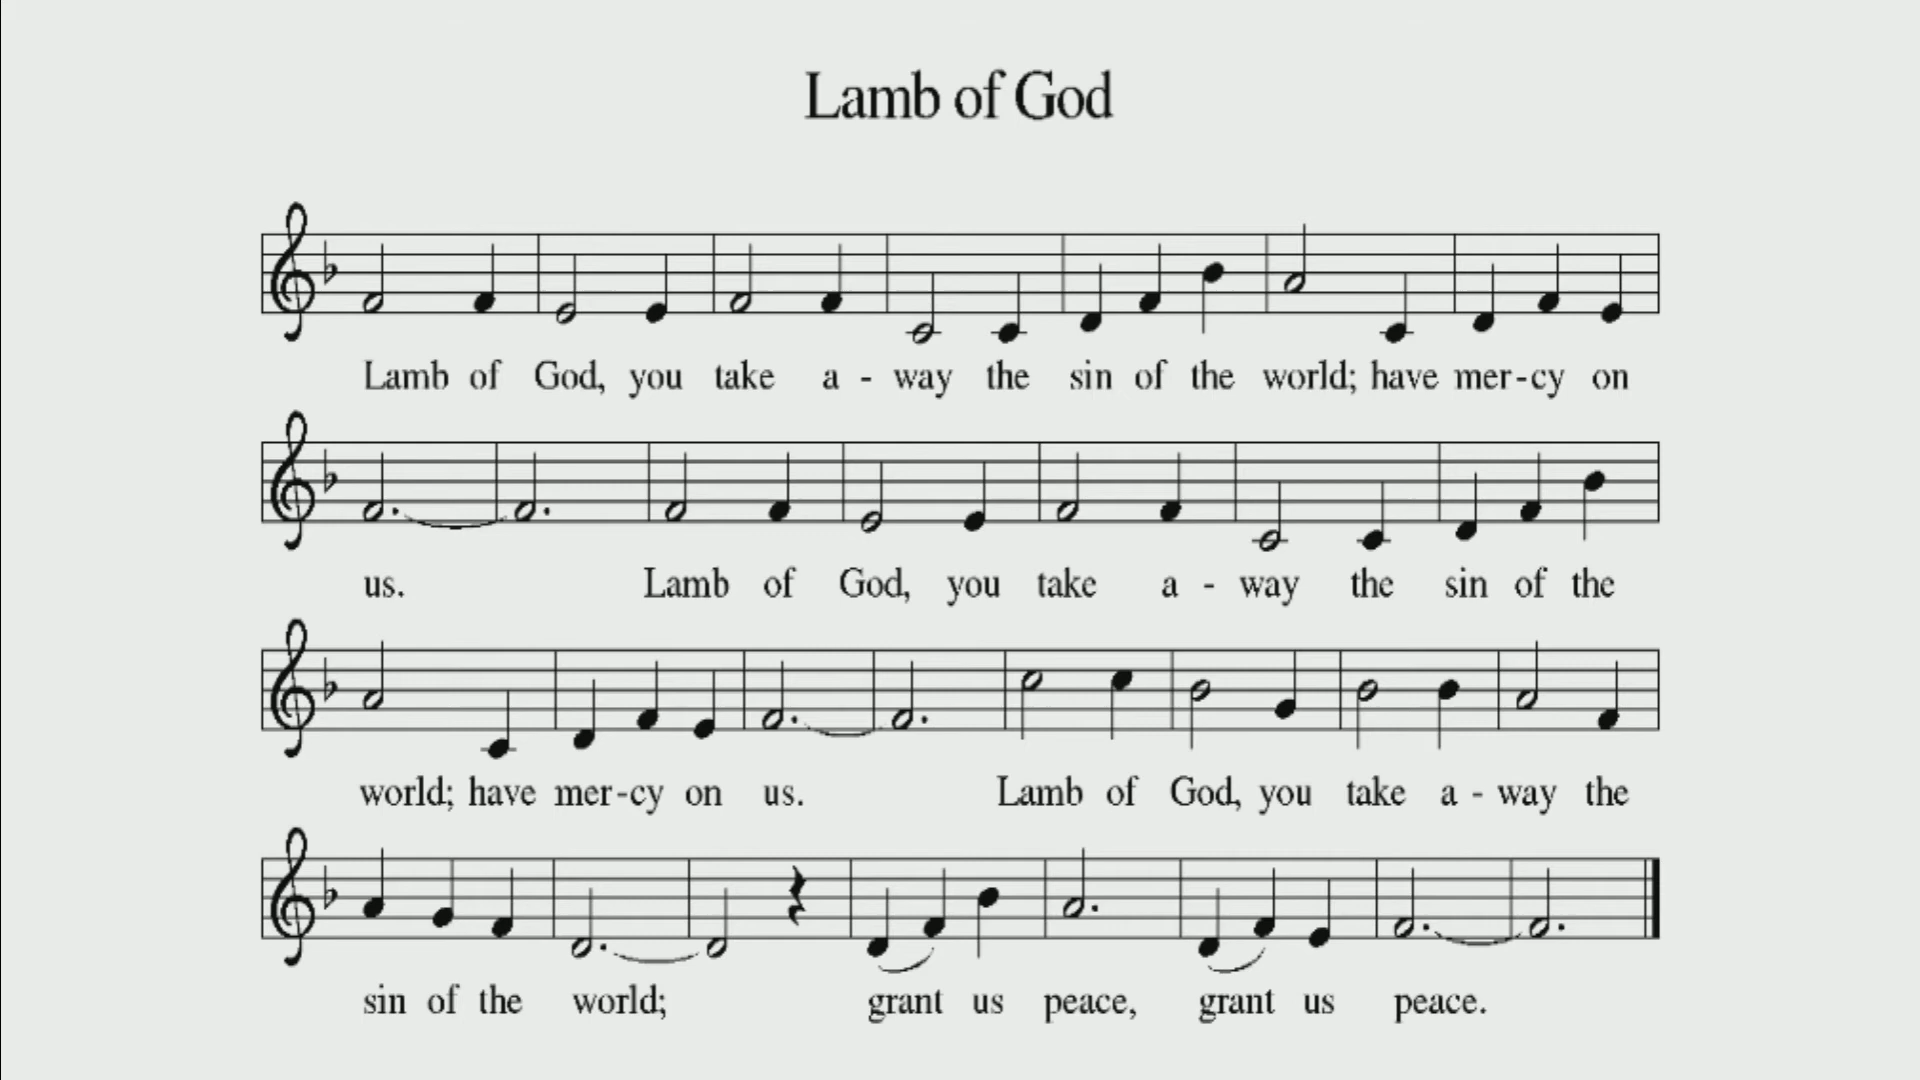 Lamb of God
Lamb of God, you take a - way the sin of the world; have mer-cy on
us. Lamb of God, you take a - way the sin of the
world; have mer-cy on us. Lamb of God, you take a - way the
sin of the world; grant us peace, grant us peace.